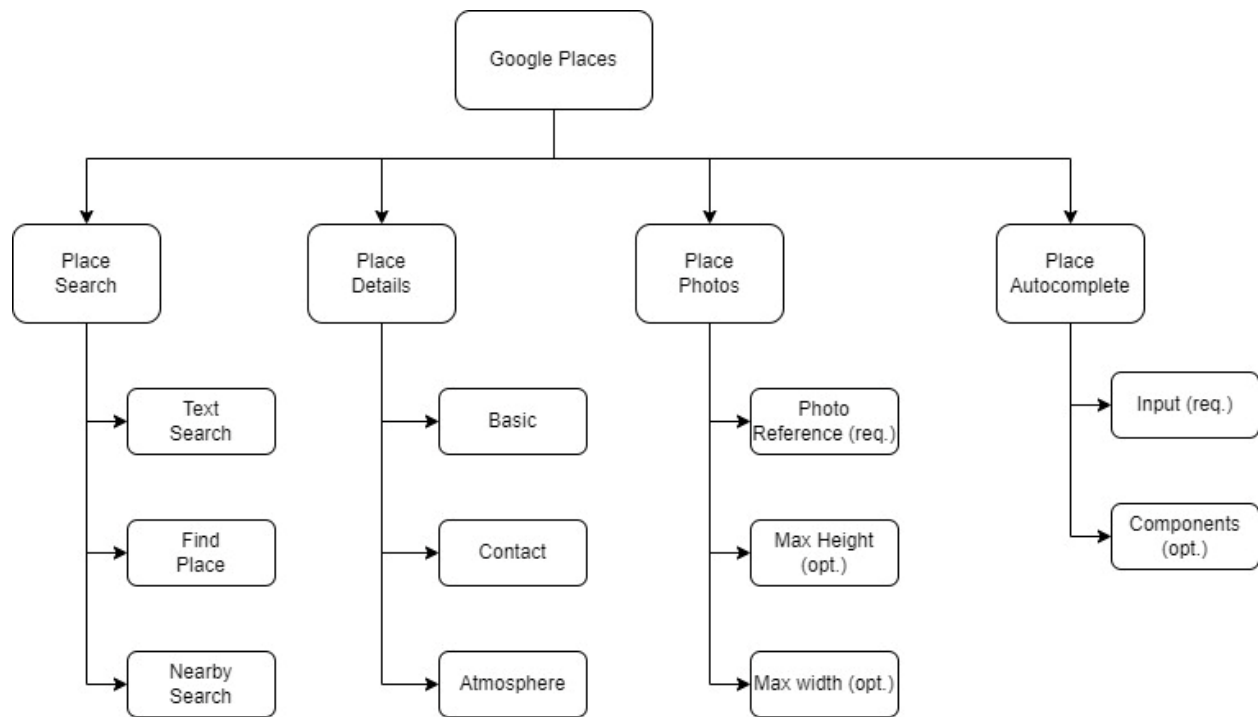 Google Places
Place
Search
Place
Details
Place
Photos
Place
Autocomplete
Text
Search
Find
Place
Nearby
Search
Basic
Contact
Atmosphere
Photo
Reference (req.)
Max Height
(opt.)
Max width (opt.)
Input (req.)
Components
(opt.)